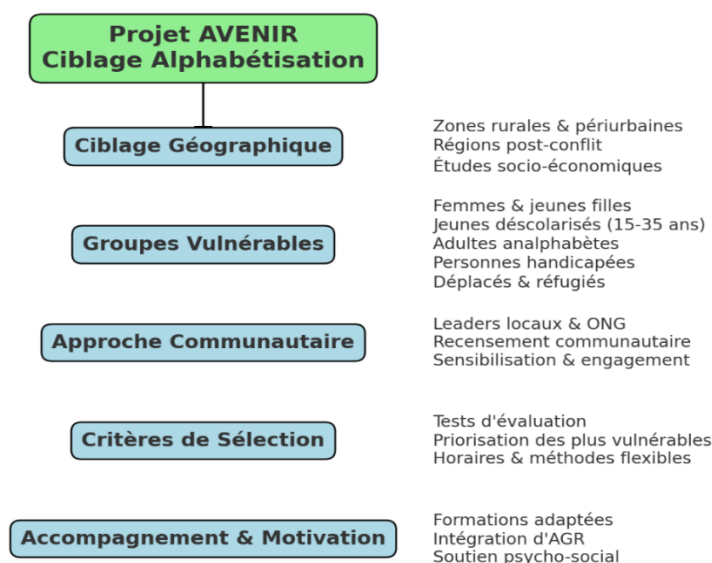 Projet AVENIR
Ciblage Alphabétisation
Ciblage Géographique
Zones rurales & périurbaines
Régions post-conflit
Études socio-économiques
Groupes Vulnérables
Femmes & jeunes filles
Jeunes déscolarisés (15-35 ans)
Adultes analphabètes
Personnes handicapées
Déplacés & réfugiés
Approche Communautaire
Leaders locaux & ONG
Recensement communautaire
Sensibilisation & engagement
Critères de Sélection
Tests d'évaluation
Priorisation des plus vulnérables
Horaires & méthodes flexibles
Accompagnement & Motivation
Formations adaptées
Intégration d'AGR
Soutien psycho-social